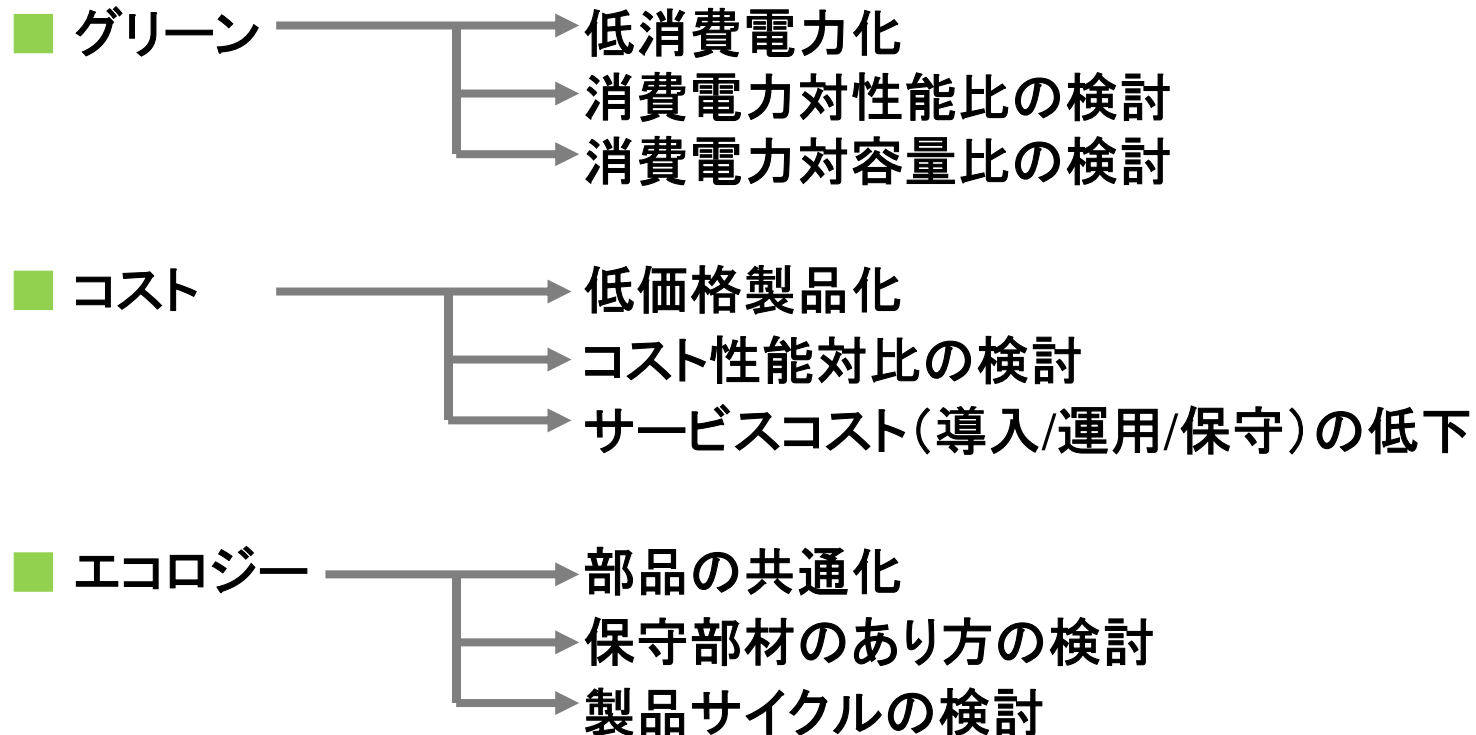 グリーン
低消費電力化
消費電力対性能比の検討
消費電力対容量比の検討
コスト
低価格製品化
コスト性能対比の検討
サービスコスト（導入/運用/保守）の低下
エコロジー
部品の共通化
保守部材のあり方の検討
製品サイクルの検討